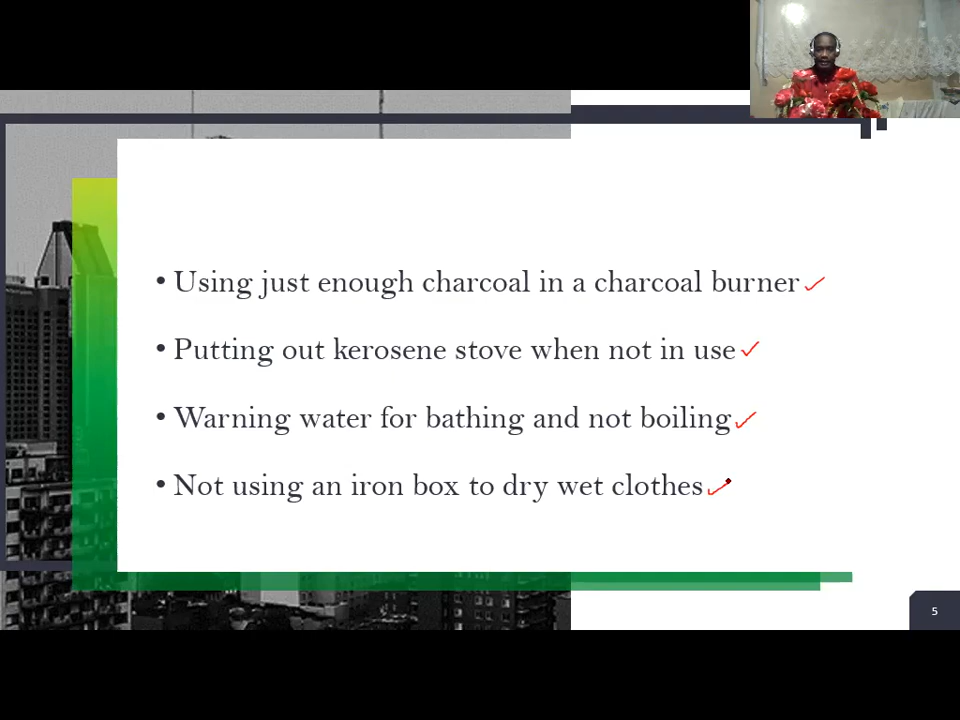 • Using just enough charcoal in a charcoal burner
• Putting out kerosene stove when not in use
• Warning water for bathing and not boiling
• Not using an iron box to dry wet clothes
5